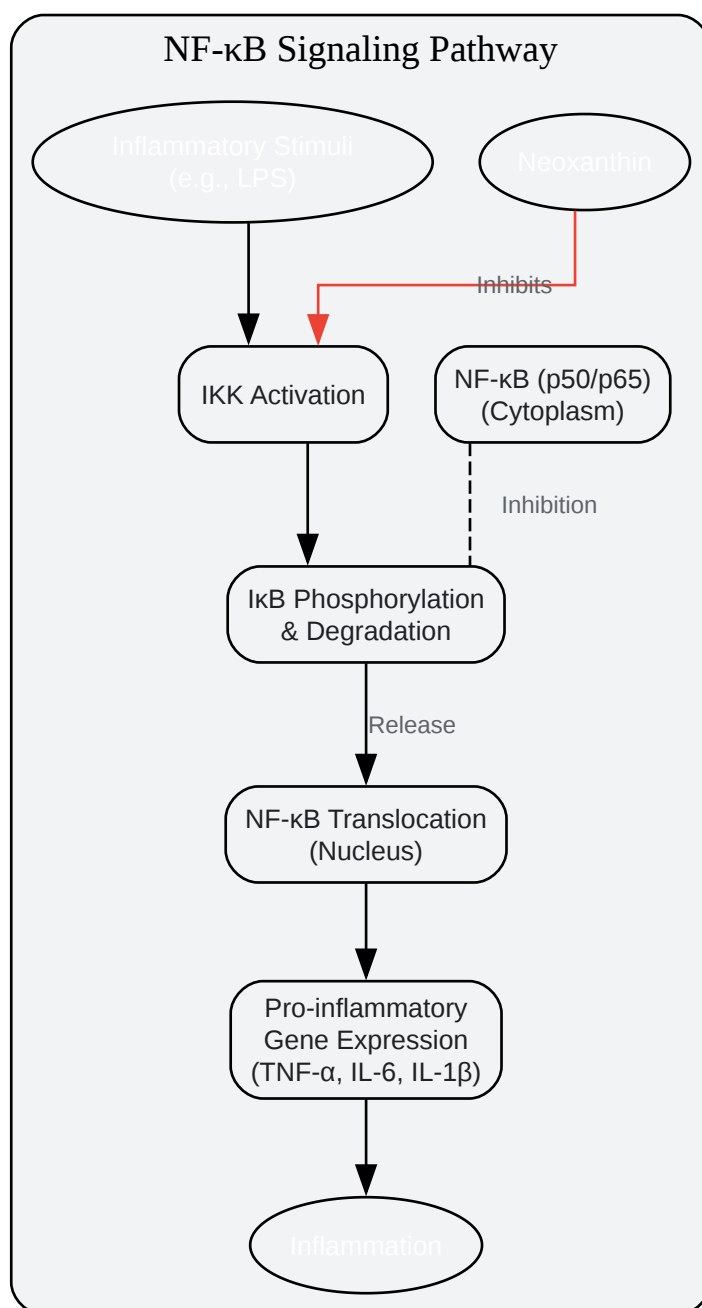 NF-κB Signaling Pathway
Inflammatory Stimuli
(e.g., LPS)
Neoxanthin
Inhibits
IKK Activation
NF-κB (p50/p65)
(Cytoplasm)
Inhibition
IκB Phosphorylation
& Degradation
Release
NF-κB Translocation
(Nucleus)
Pro-inflammatory
Gene Expression
(TNF-α, IL-6, IL-1β)
Inflammation